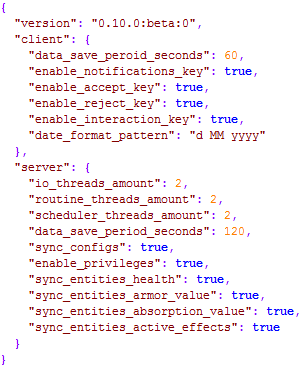 {
  "version": "0.10.0:beta:0",
  "client": {
    "data_save_peroid_seconds": 60,
    "enable_notifications_key": true,
    "enable_accept_key": true,
    "enable_reject_key": true,
    "enable_interaction_key": true,
    "date_format_pattern": "d MM yyyy"
  },
  "server": {
    "io_threads_amount": 2,
    "routine_threads_amount": 2,
    "scheduler_threads_amount": 2,
    "data_save_period_seconds": 120,
    "sync_configs": true,
    "enable_privileges": true,
    "sync_entities_health": true,
    "sync_entities_armor_value": true,
    "sync_entities_absorption_value": true,
    "sync_entities_active_effects": true
  }
}